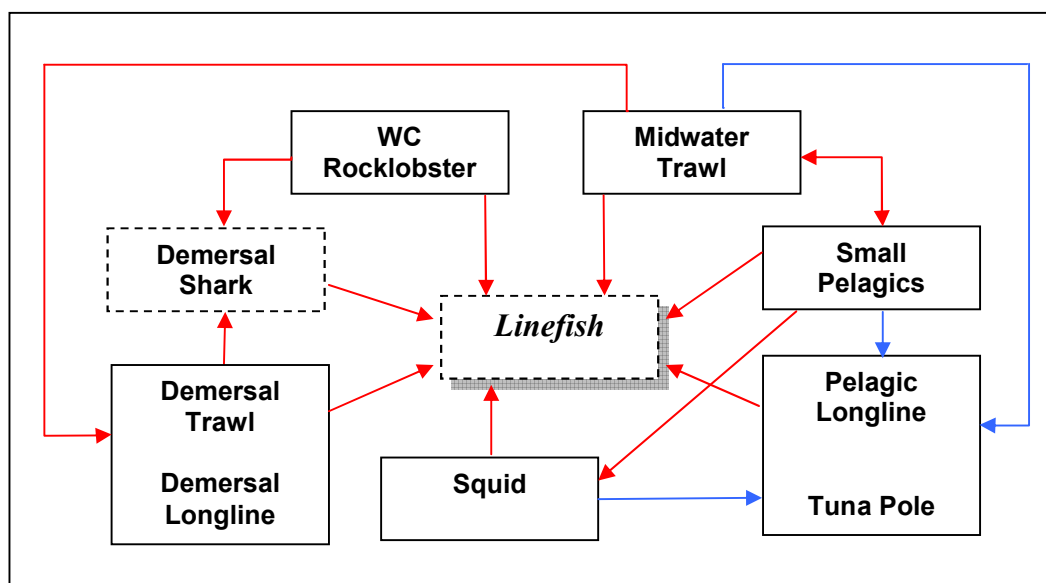 WC
Rocklobster
Midwater
Trawl
Demersal
Shark
Small
Pelagics
Linefish
Demersal
Trawl
Demersal
Longline
Squid
Pelagic
Longline
Tuna Pole